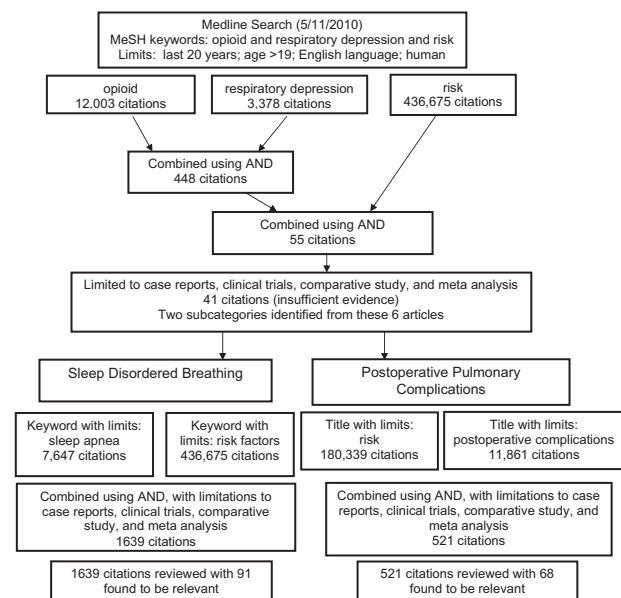 Medline Search (5/11/2010)
MeSH keywords: opioid and respiratory depression and risk
Limits: last 20 years; age >19; English language; human
opioid
12,003 citations
respiratory depression
3,378 citations
risk
436,675 citations
Combined using AND
448 citations
Combined using AND
55 citations
Limited to case reports, clinical trials, comparative study, and meta analysis
41 citations (insufficient evidence)
Two subcategories identified from these 6 articles
Sleep Disordered Breathing
Postoperative Pulmonary
Complications
Keyword with limits:
sleep apnea
7,647 citations
Keyword with
limits: risk factors
436,675 citations
Title with limits:
risk
180,339 citations
Title with limits:
postoperative complications
11,861 citations
Combined using AND, with limitations to
case reports, clinical trials, comparative
study, and meta analysis
1639 citations
Combined using AND, with limitations to case
reports, clinical trials, comparative study, and
meta analysis
521 citations
1639 citations reviewed with 91
found to be relevant
521 citations reviewed with 68
found to be relevant